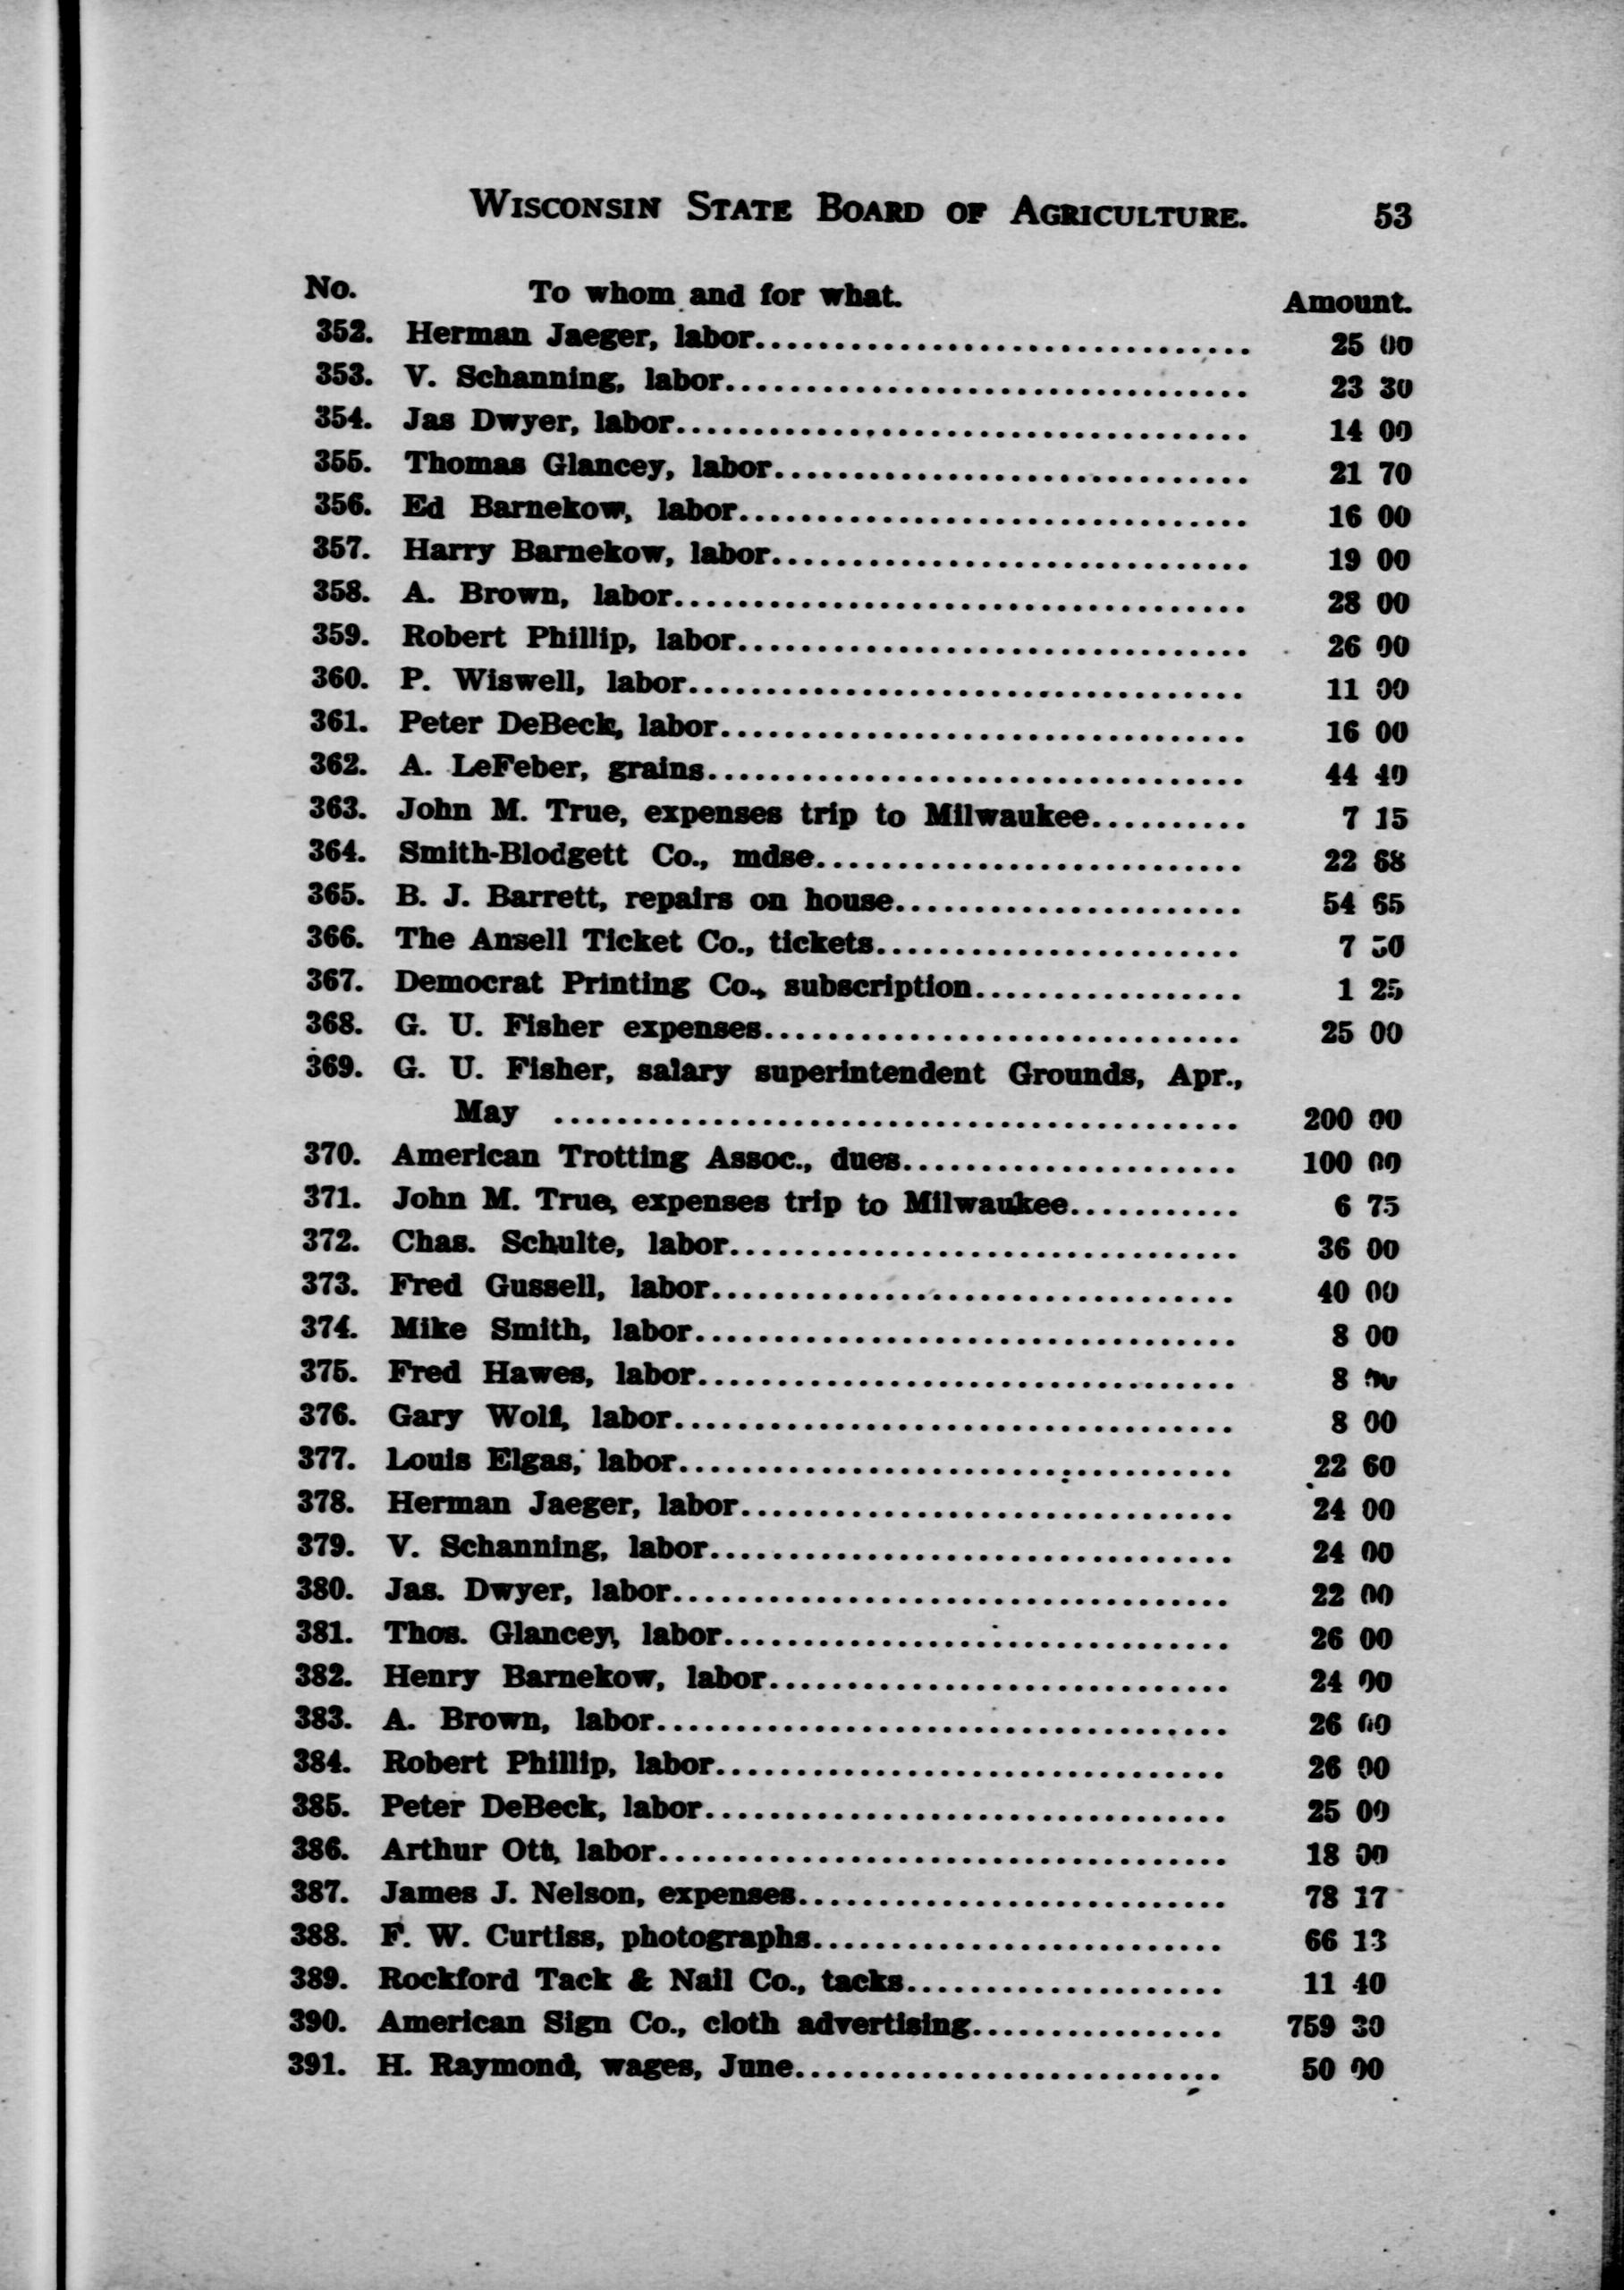 WISCONSIN STATE BOARD OF AGRICULTURE. 53
No. To whom and for what. Amount.
352. Herman Jaeger, labor................................ 25 00
353. V. Schanning, labor................................. 23 30
354. Jas Dwyer, labor.................................... 14 00
355. Thomas Glancey, labor.............................. 21 70
356. Ed Barnekow, labor................................ 16 00
357. Harry Barnekow, labor.............................. 19 00
358. A. Brown, labor.................................... 28 00
359. Robert Phillip, labor................................ 26 00
360. P. Wiswell, labor................................... 11 00
361. Peter DeBeck, labor................................. 16 00
362. A. LeFeber, grains.................................. 44 40
363. John M. True, expenses trip to Milwaukee.......... 7 15
364. Smith-Blodgett Co., mdse........................... 22 68
365. B. J. Barrett, repairs on house...................... 54 65
366. The Ansell Ticket Co., tickets....................... 7 50
367. Democrat Printing Co., subscription................. 1 25
368. G. U. Fisher expenses.............................. 25 00
369. G. U. Fisher, salary superintendent Grounds, Apr.,
May ........................................... 200 00
370. American Trotting Assoc., dues..................... 100 00
371. John M. True, expenses trip to Milwaukee........... 6 75
372. Chas. Schulte, labor................................ 36 00
373. Fred Gussell, labor................................. 40 00
374. Mike Smith, labor.................................. 8 00
375. Fred Hawes, labor.................................. 8 00
376. Gary Wolf, labor................................... 8 00
377. Louis Elgas, labor................................... 22 60
378. Herman Jaeger, labor............................... 24 00
379. V. Schanning, labor................................. 24 00
380. Jas. Dwyer, labor................................... 22 00
381. Thos. Glancey, labor................................ 26 00
382. Henry Barnekow, labor............................. 24 00
383. A. Brown, labor.................................... 26 00
384. Robert Phillip, labor................................ 26 00
385. Peter DeBeck, labor................................. 25 00
386. Arthur Ott, labor.................................... 18 00
387. James J. Nelson, expenses........................... 78 17
388. F. W. Curtiss, photographs.......................... 66 13
389. Rockford Tack & Nail Co., tacks.................... 11 40
390. American Sign Co., cloth advertising................ 759 30
391. H. Raymond, wages, June........................... 50 00